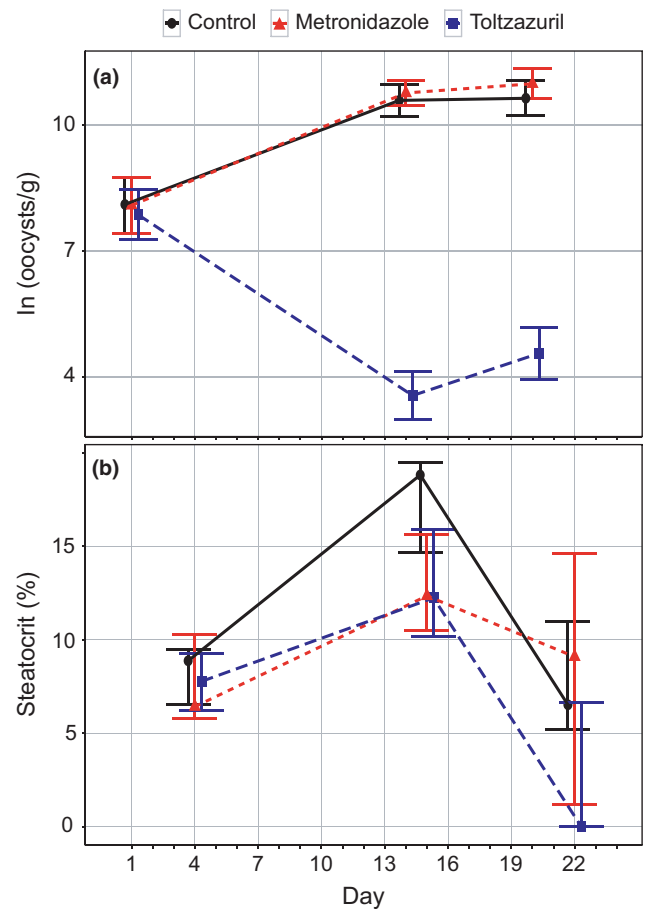 Control Metronidazole Toltzazuril
(a)
10
7
4
ln (oocysts/g)
(b)
15
10
5
0
Steatocrit (%)
1 4 7 10 13 16 19 22
Day